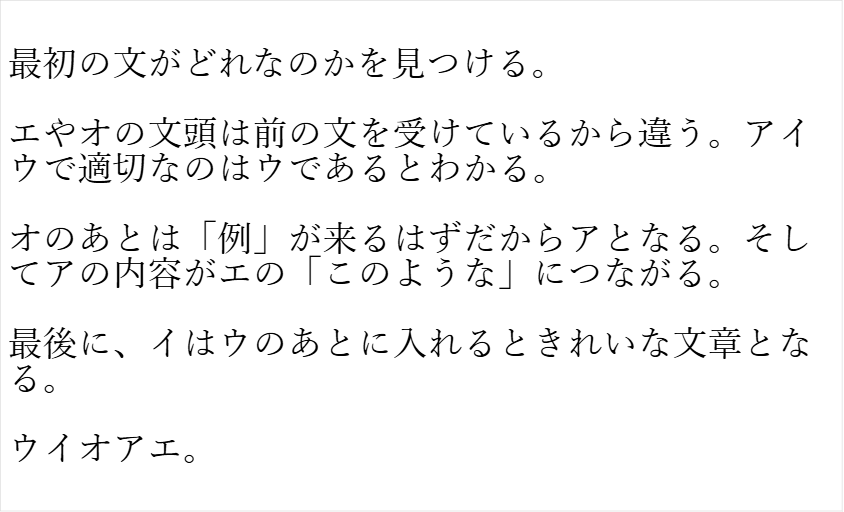 最初の文がどれなのかを見つける。
エやオの文頭は前の文を受けているから違う。アイ
ウで適切なのはウであるとわかる。
オのあとは「例」が来るはずだからアとなる。そし
てアの内容がエの「このような」につながる。
最後に、イはウのあとに入れるときれいな文章とな
る。
ウイオアエ。